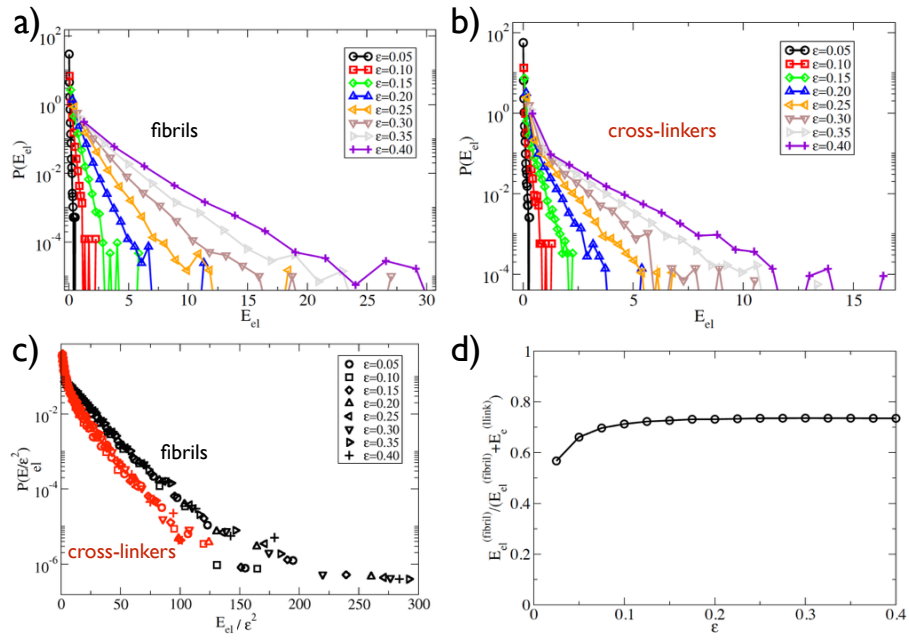 a)
10^2
10^0
10^-2
10^-4
P(E_el)
0 5 10 15 20 25 30
E_el
fibrils
ε=0.05
ε=0.10
ε=0.15
ε=0.20
ε=0.25
ε=0.30
ε=0.35
ε=0.40
b)
10^2
10^0
10^-2
10^-4
P(E_el)
0 5 10 15
E_el
cross-linkers
ε=0.05
ε=0.10
ε=0.15
ε=0.20
ε=0.25
ε=0.30
ε=0.35
ε=0.40
c)
10^-2
10^-4
10^-6
P(E/ε^2)
el
0 50 100 150 200 250 300
E_el / ε^2
fibrils
cross-linkers
ε=0.05
ε=0.10
ε=0.15
ε=0.20
ε=0.25
ε=0.30
ε=0.35
ε=0.40
d)
1
0.8
0.6
0.4
0.2
0
E_el^(fibril)/(E_el^(fibril)+E_e^(llink))
0 0.1 0.2 0.3 0.4
ε